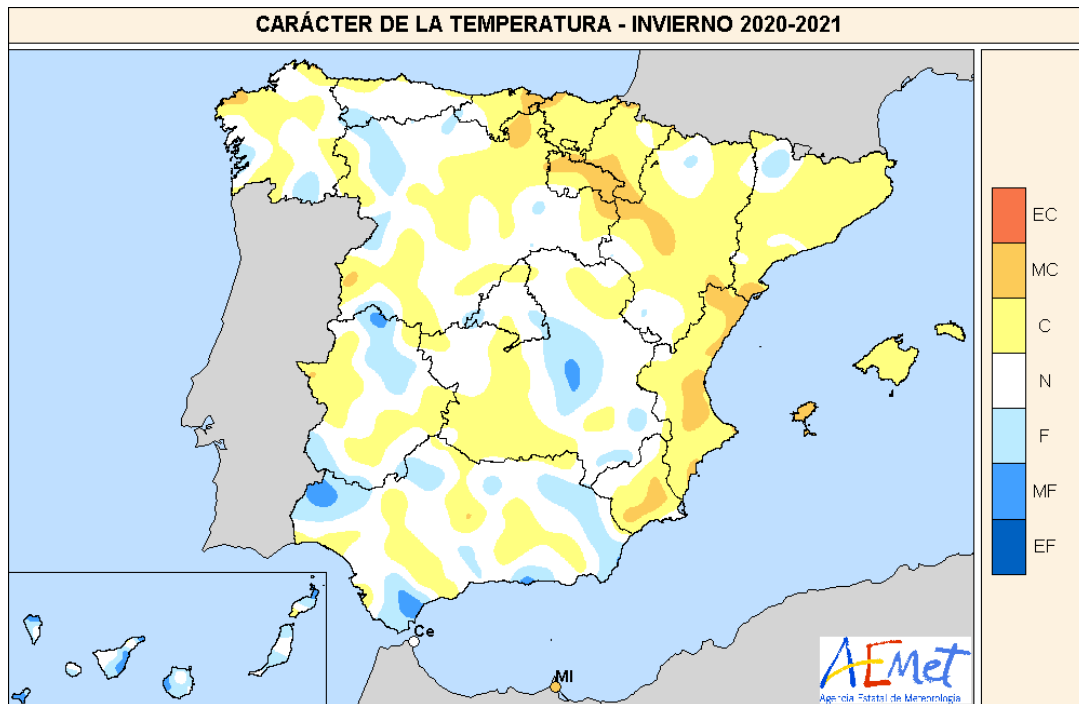 CARÁCTER DE LA TEMPERATURA - INVIERNO 2020-2021
EC
MC
C
N
F
MF
EF
Ce
Ml
AEMet
Agencia Estatal de Meteorología